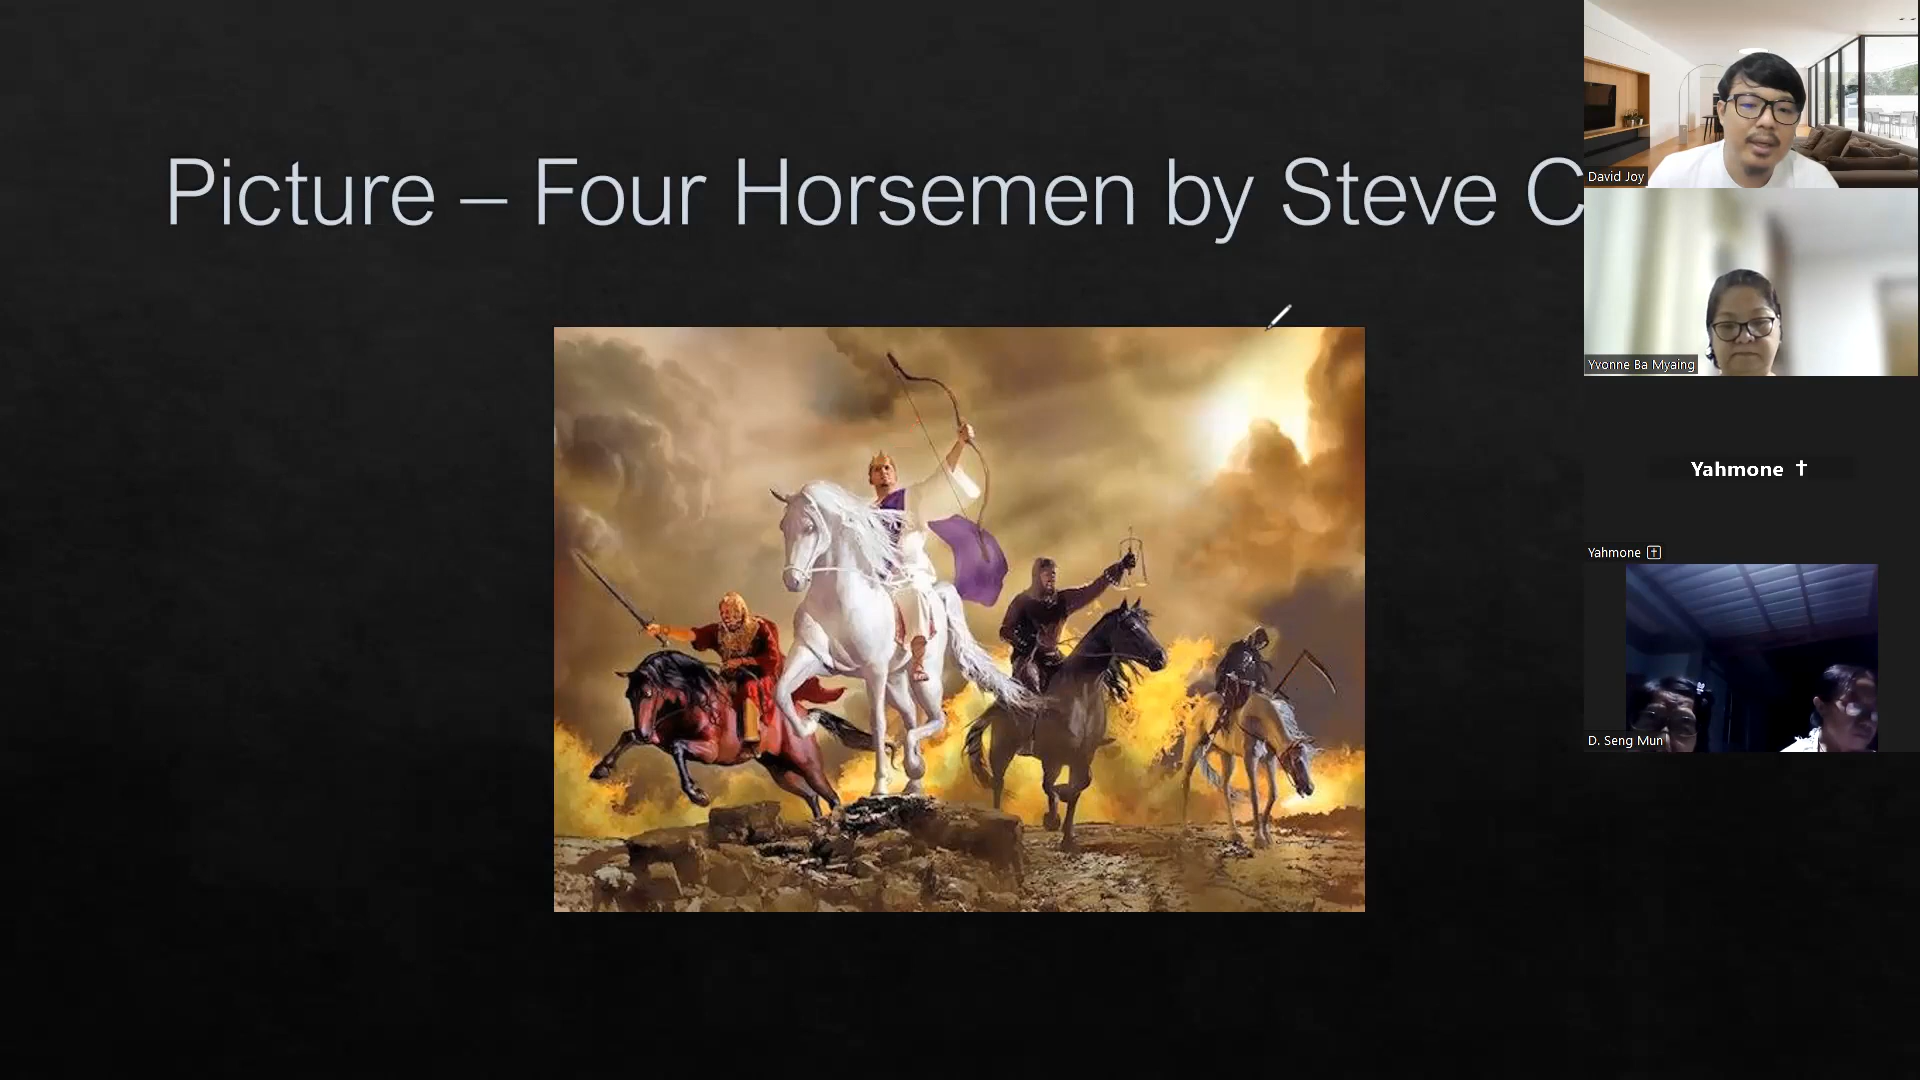 Picture – Four Horsemen by Steve C
David Joy
Yvonne Ba Myaing
Yahmone ✝
Yahmone ✝
D. Seng Mun